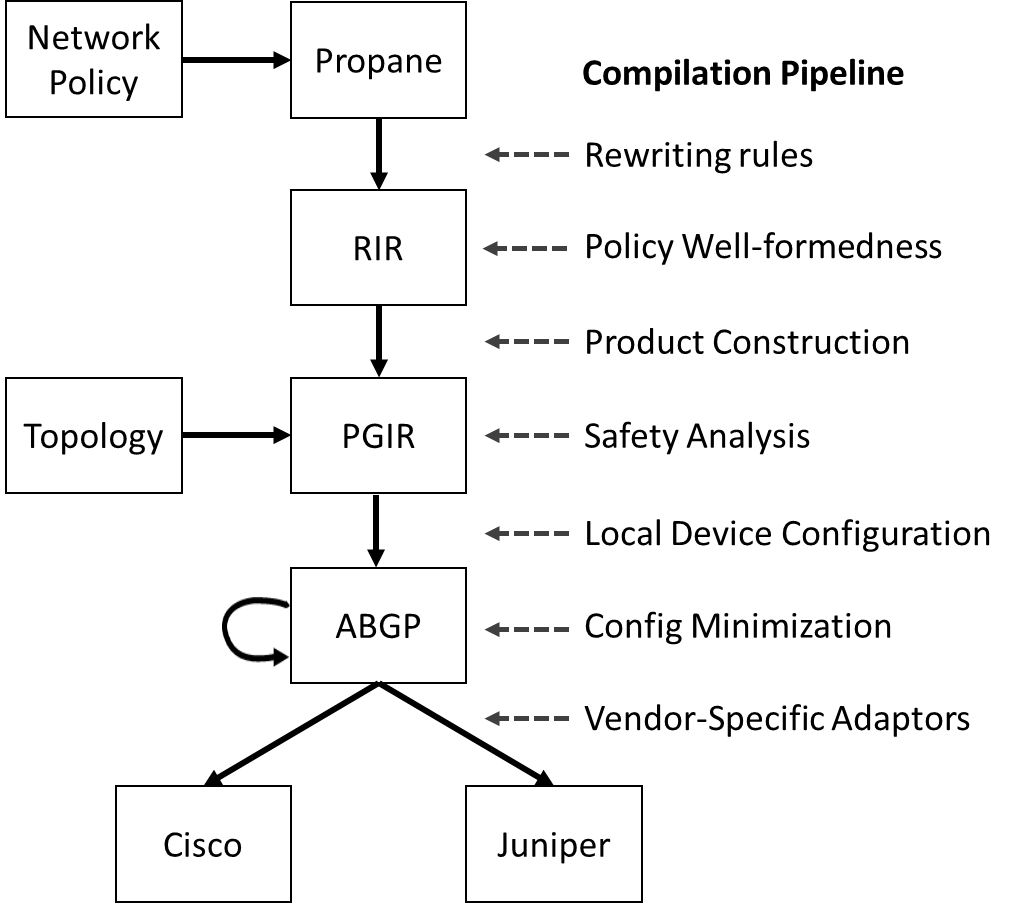 Network
Policy
Propane
Compilation Pipeline
Rewriting rules
RIR
Policy Well-formedness
Product Construction
Topology
PGIR
Safety Analysis
Local Device Configuration
ABGP
Config Minimization
Vendor-Specific Adaptors
Cisco
Juniper